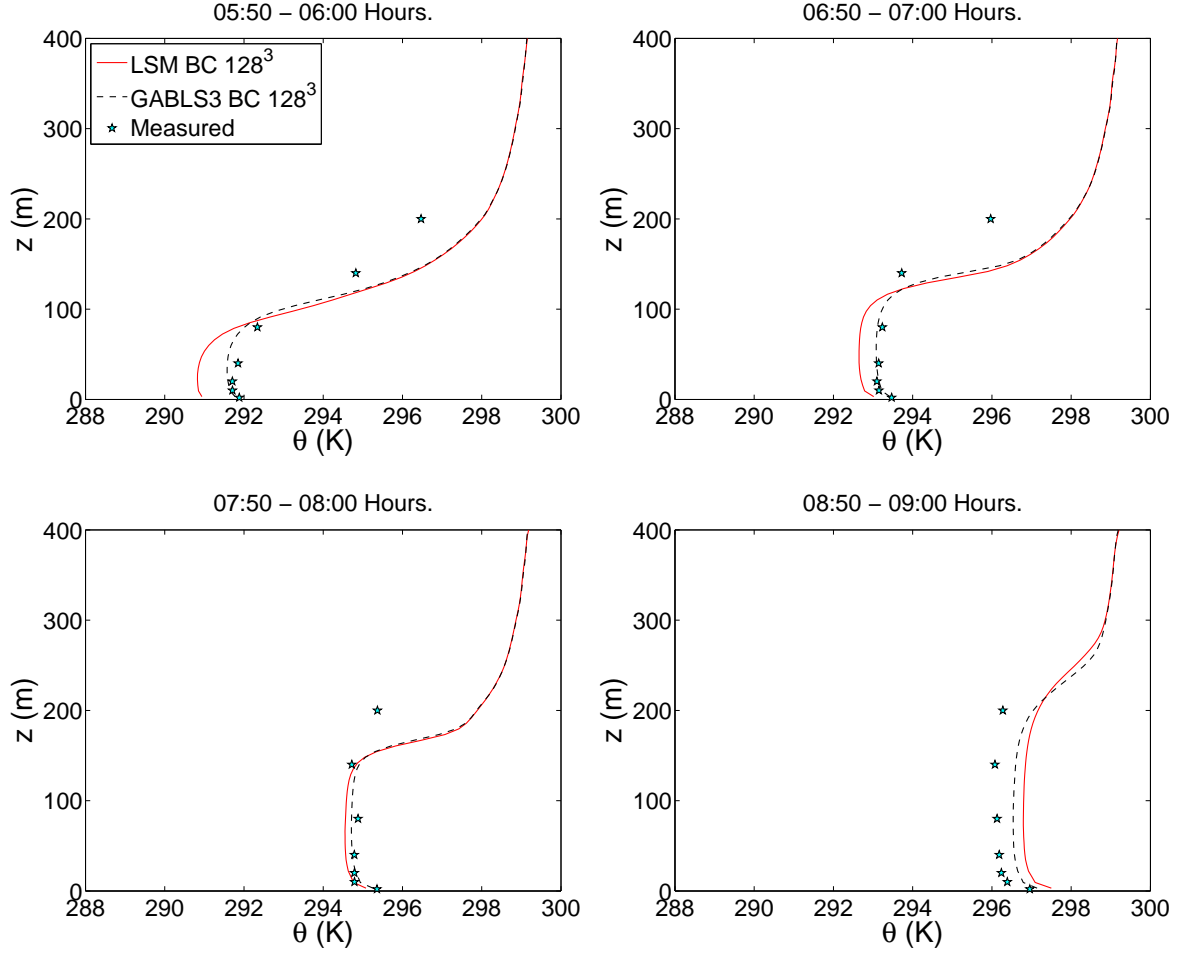 05:50 – 06:00 Hours.
400
300
200
100
0
z (m)
LSM BC 128³
GABLS3 BC 128³
Measured
288 290 292 294 296 298 300
θ (K)
06:50 – 07:00 Hours.
400
300
200
100
0
z (m)
288 290 292 294 296 298 300
θ (K)
07:50 – 08:00 Hours.
400
300
200
100
0
z (m)
288 290 292 294 296 298 300
θ (K)
08:50 – 09:00 Hours.
400
300
200
100
0
z (m)
288 290 292 294 296 298 300
θ (K)